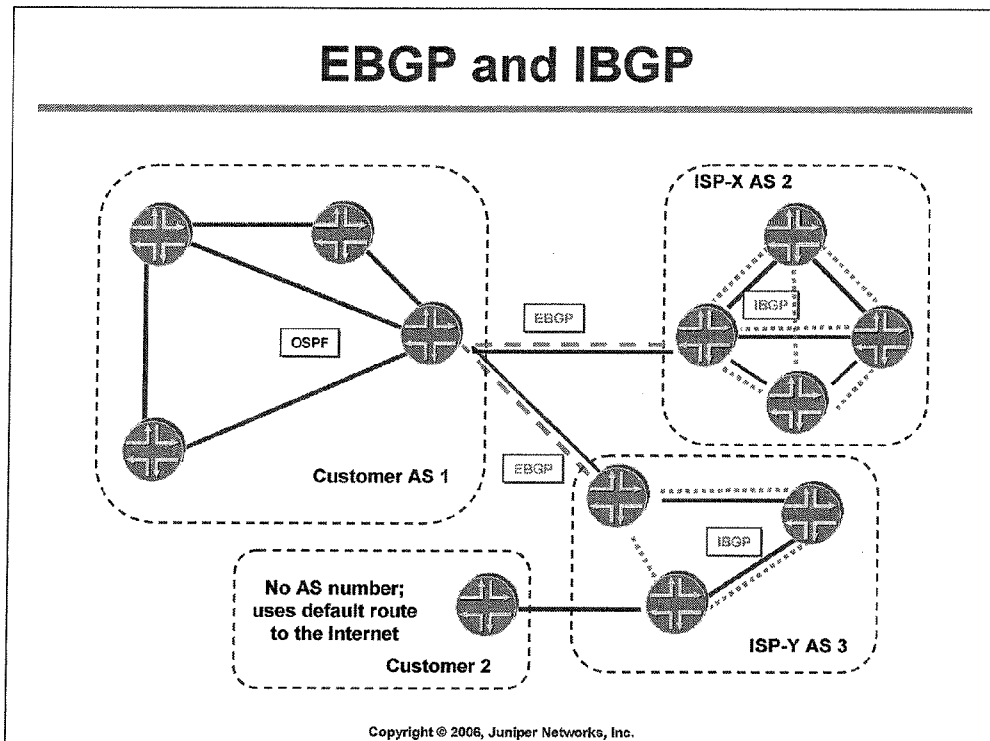 EBGP and IBGP
ISP-X AS 2
IBGP
EBGP
OSPF
Customer AS 1
EBGP
IBGP
No AS number;
uses default route
to the Internet
Customer 2
ISP-Y AS 3
Copyright © 2006, Juniper Networks, Inc.